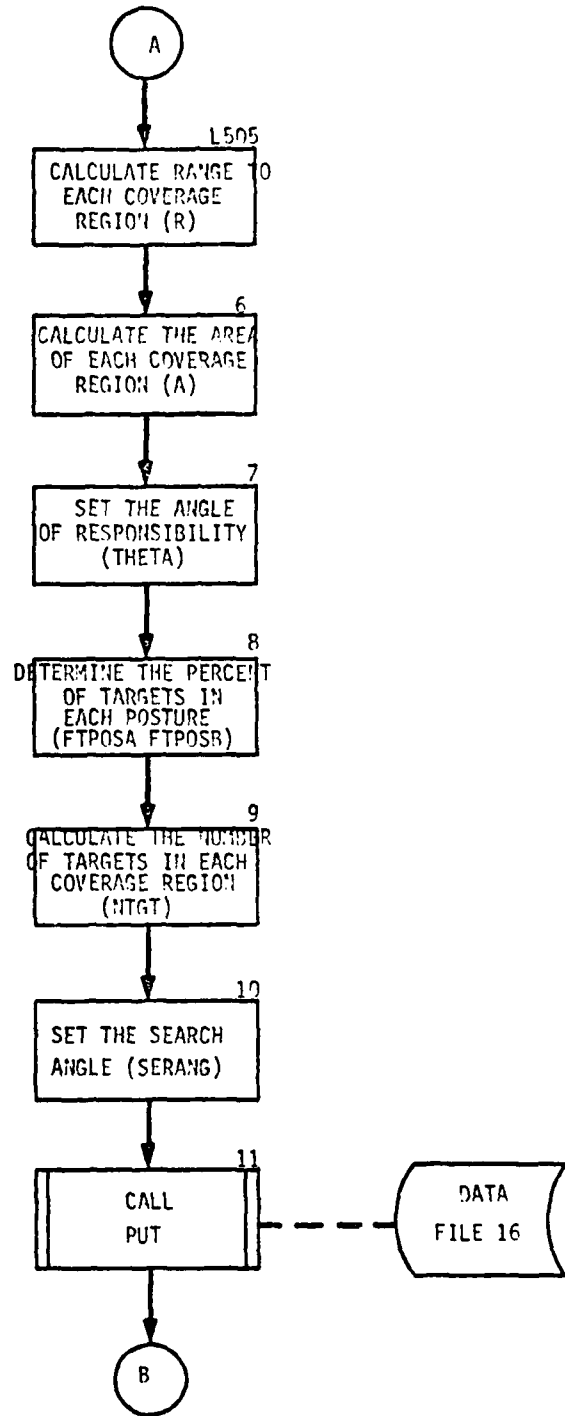 A
L505
CALCULATE RANGE TO
EACH COVERAGE
REGION (R)
6
CALCULATE THE AREA
OF EACH COVERAGE
REGION (A)
7
SET THE ANGLE
OF RESPONSIBILITY
(THETA)
8
DETERMINE THE PERCENT
OF TARGETS IN
EACH POSTURE
(FTPOSA FTPOSB)
9
CALCULATE THE NUMBER
OF TARGETS IN EACH
COVERAGE REGION
(NTGT)
10
SET THE SEARCH
ANGLE (SERANG)
11
CALL
PUT
DATA
FILE 16
B